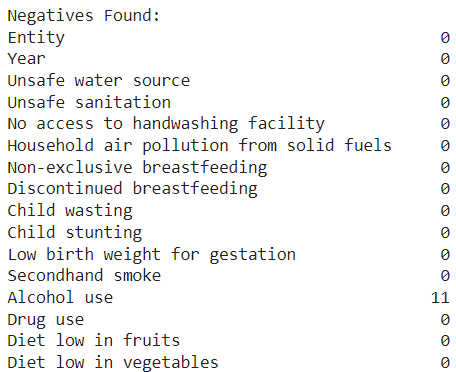 Negatives Found:
Entity 0
Year 0
Unsafe water source 0
Unsafe sanitation 0
No access to handwashing facility 0
Household air pollution from solid fuels 0
Non-exclusive breastfeeding 0
Discontinued breastfeeding 0
Child wasting 0
Child stunting 0
Low birth weight for gestation 0
Secondhand smoke 0
Alcohol use 11
Drug use 0
Diet low in fruits 0
Diet low in vegetables 0